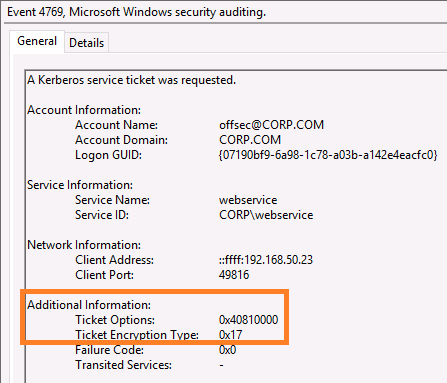 Event 4769, Microsoft Windows security auditing.
General Details
A Kerberos service ticket was requested.
Account Information:
Account Name: offsec@CORP.COM
Account Domain: CORP.COM
Logon GUID: {07190bf9-6a98-1c78-a03b-a142e4eacfc0}
Service Information:
Service Name: webservice
Service ID: CORP\webservice
Network Information:
Client Address: ::ffff:192.168.50.23
Client Port: 49816
Additional Information:
Ticket Options: 0x40810000
Ticket Encryption Type: 0x17
Failure Code: 0x0
Transited Services: -